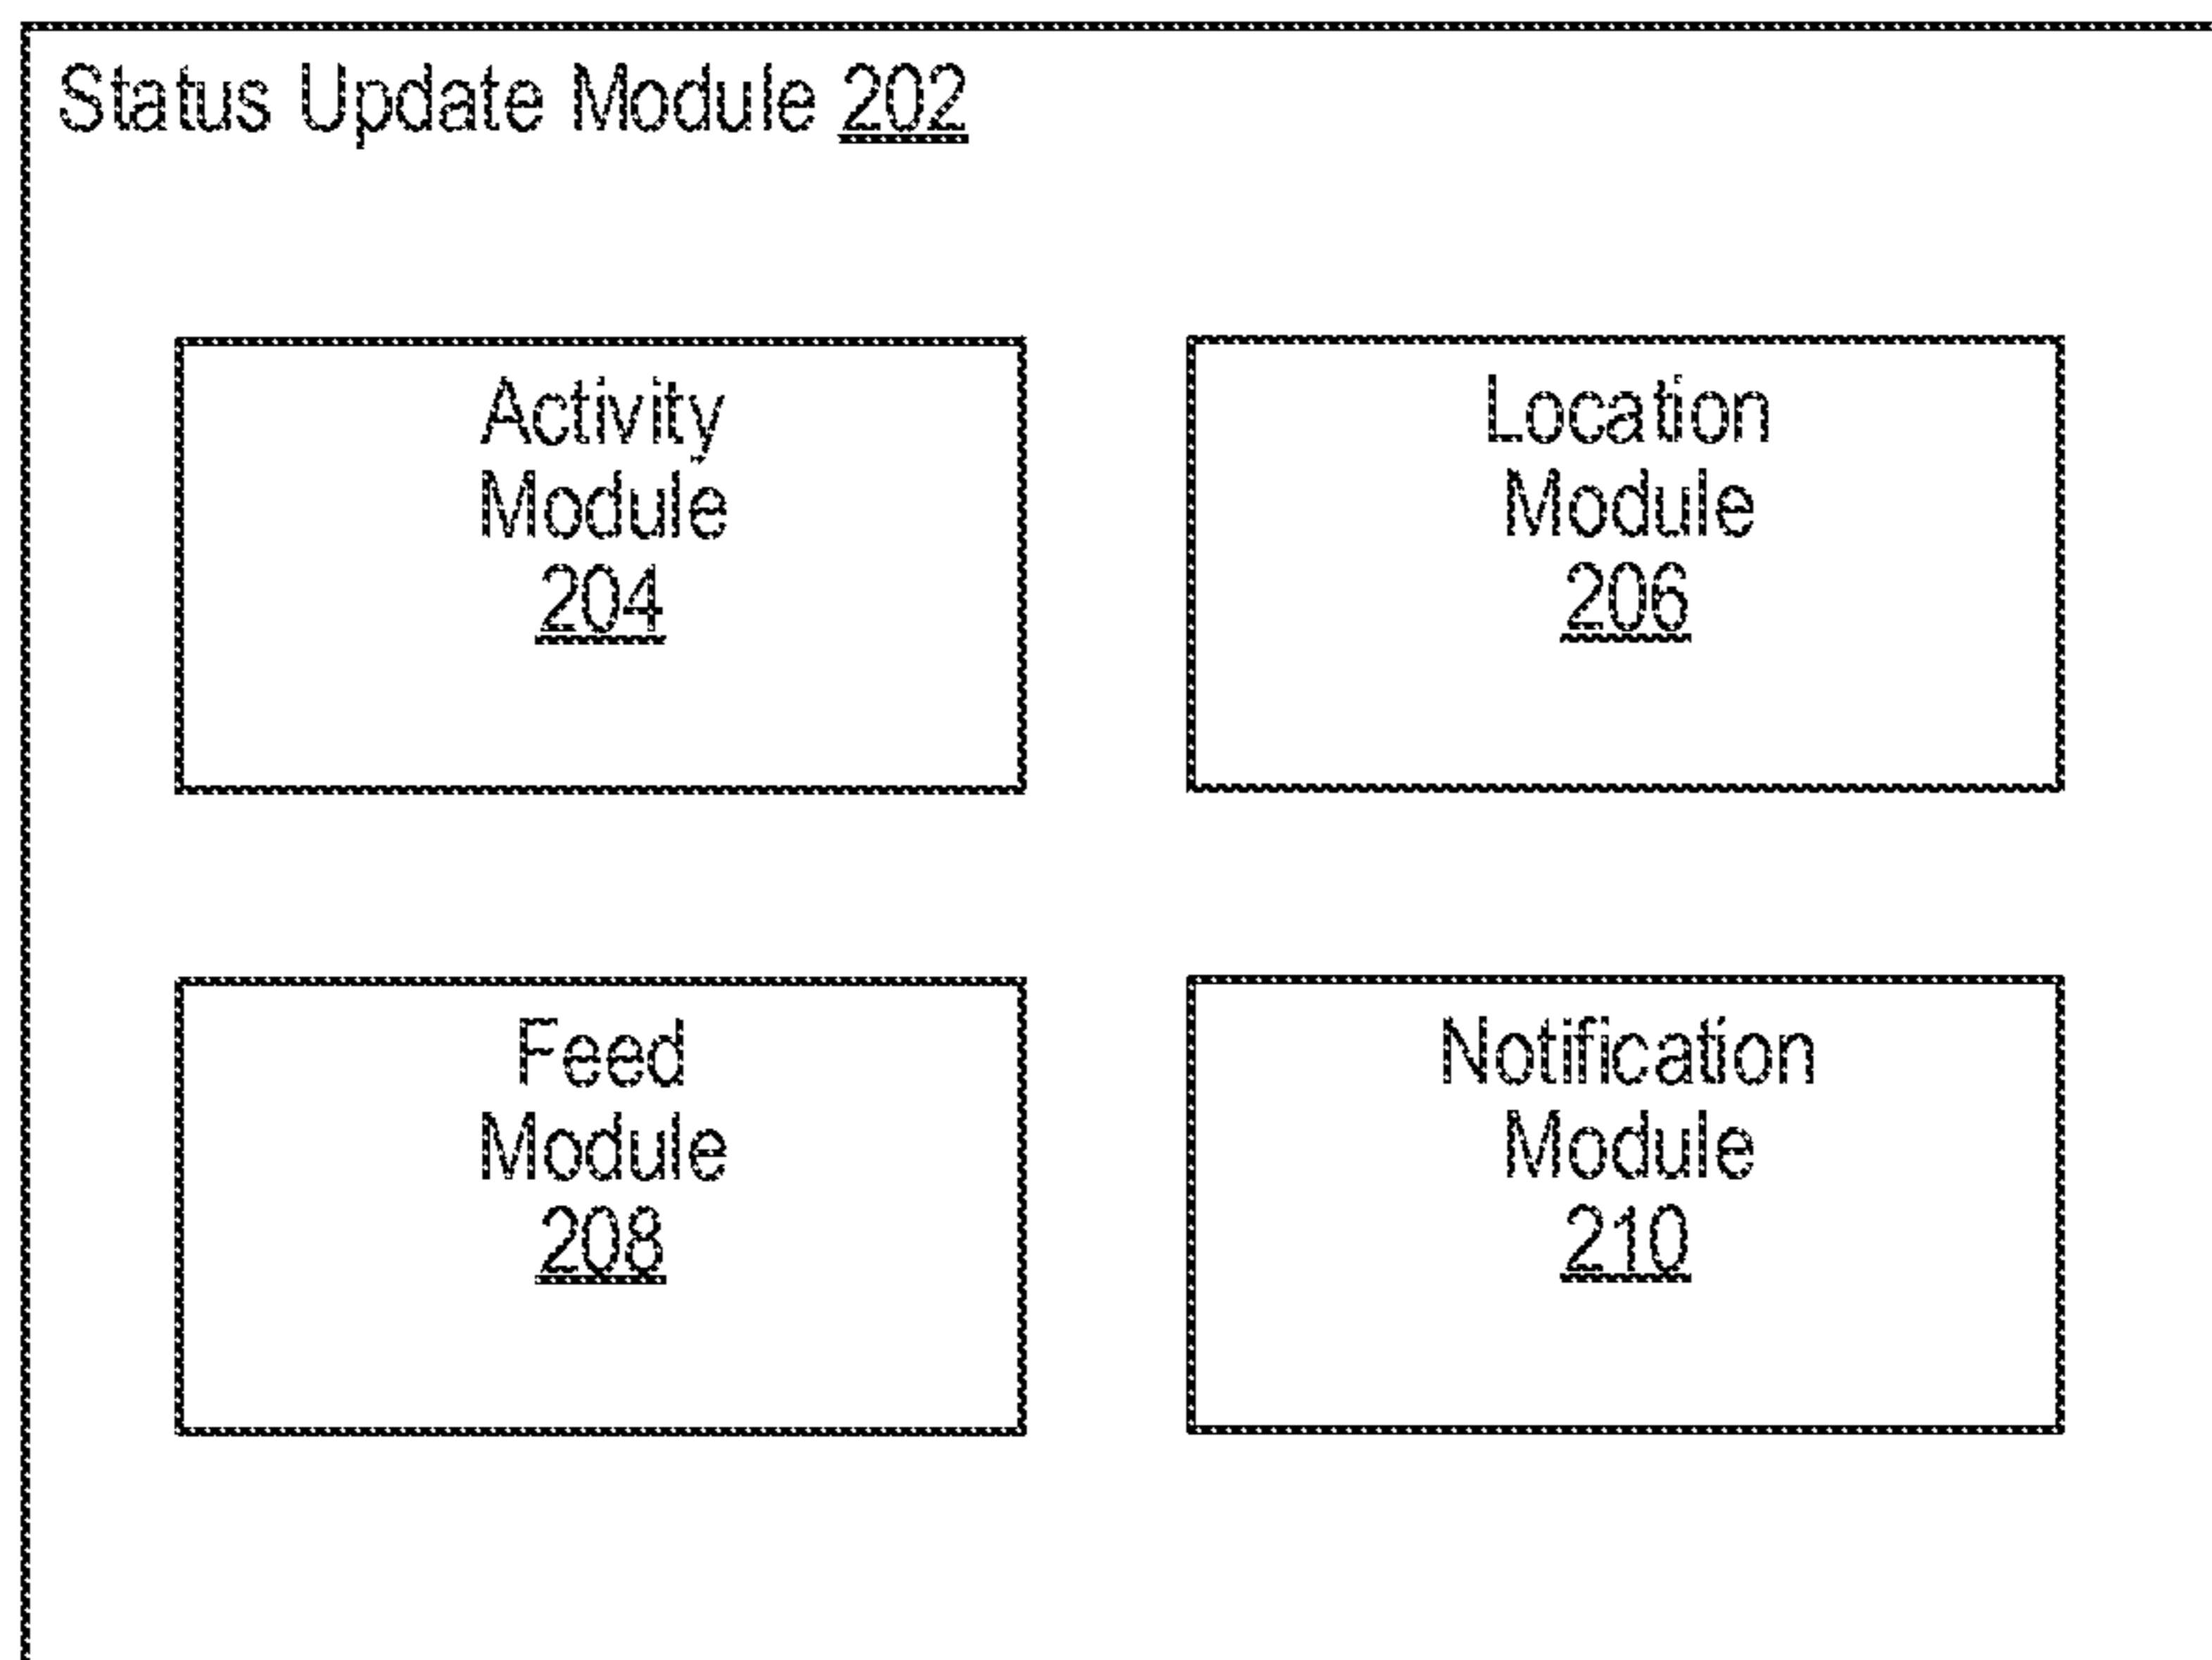 Status Update Module 202
Activity
Module
204
Location
Module
206
Feed
Module
208
Notification
Module
210